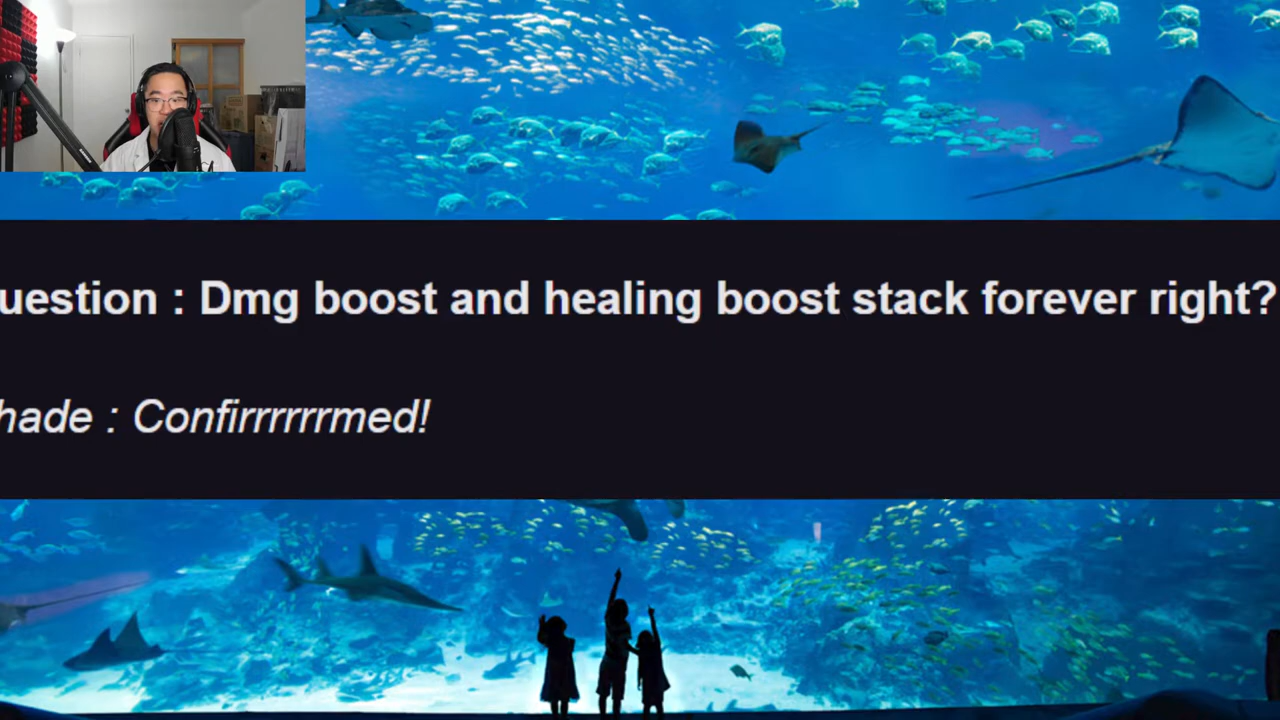 uestion : Dmg boost and healing boost stack forever right?
hade : Confirrrrrrmed!